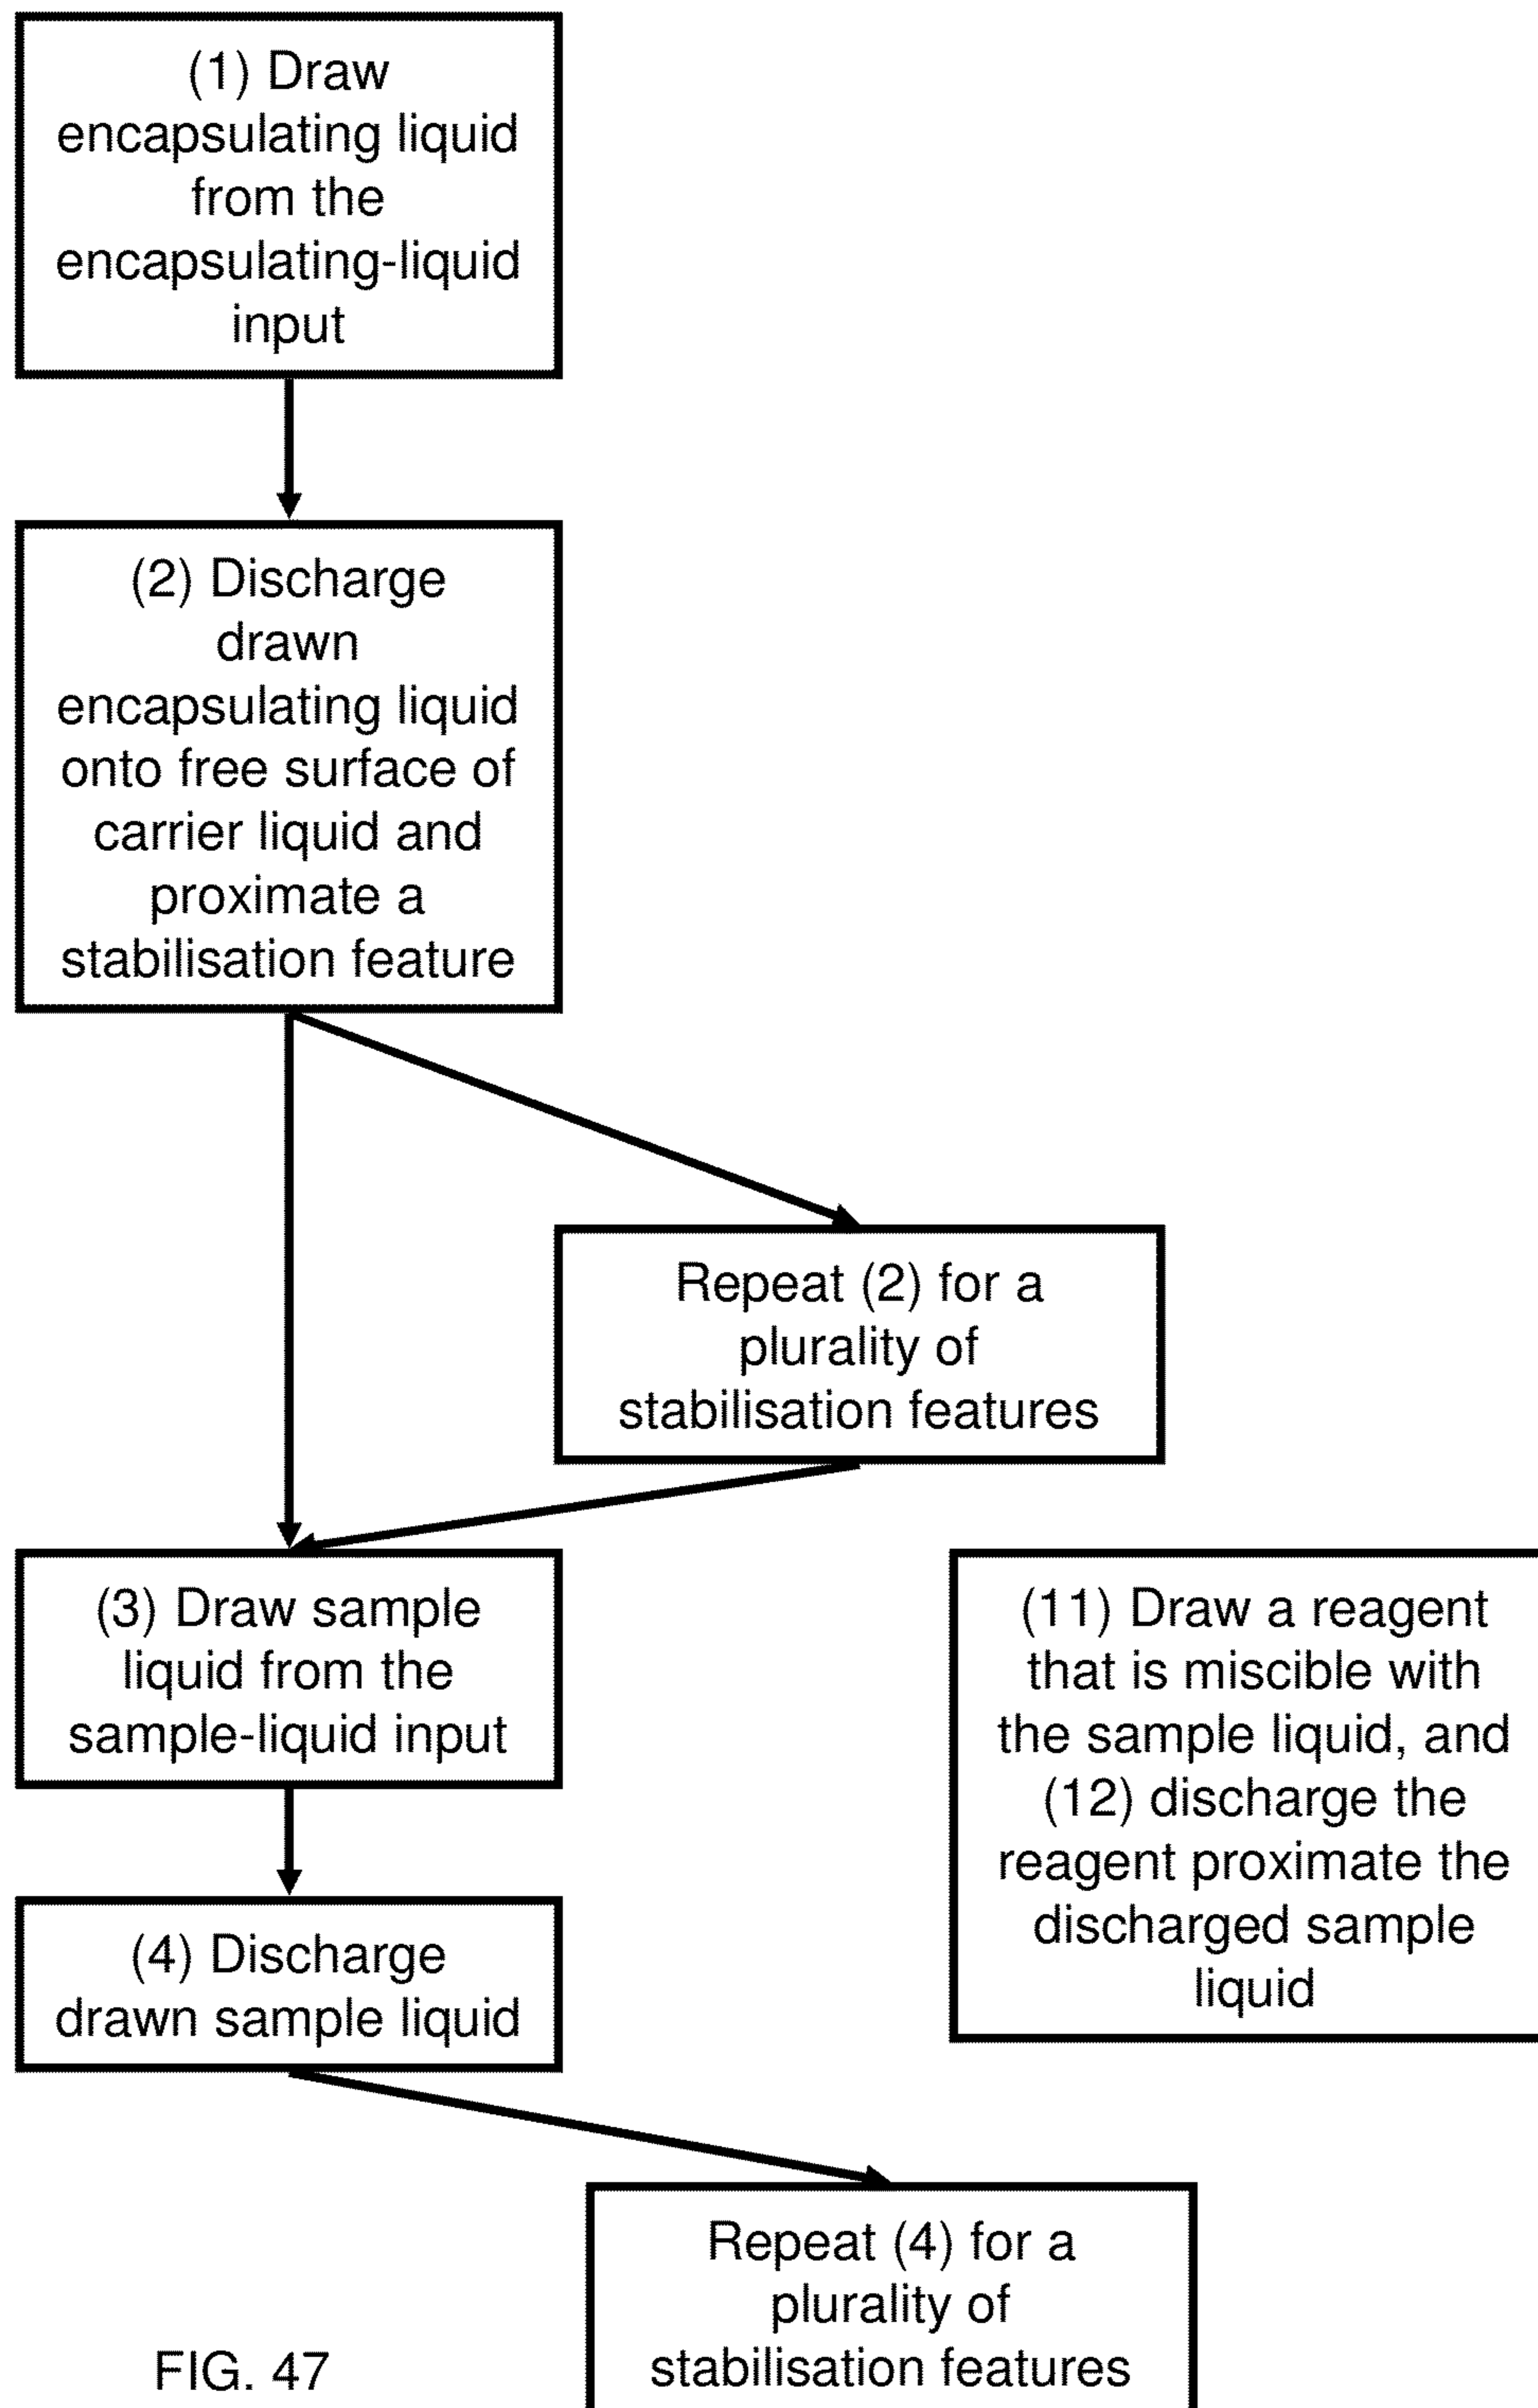 (1) Draw
encapsulating liquid
from the
encapsulating-liquid
input
(2) Discharge
drawn
encapsulating liquid
onto free surface of
carrier liquid and
proximate a
stabilisation feature
Repeat (2) for a
plurality of
stabilisation features
(3) Draw sample
liquid from the
sample-liquid input
(11) Draw a reagent
that is miscible with
the sample liquid, and
(12) discharge the
reagent proximate the
discharged sample
liquid
(4) Discharge
drawn sample liquid
Repeat (4) for a
plurality of
stabilisation features
FIG. 47